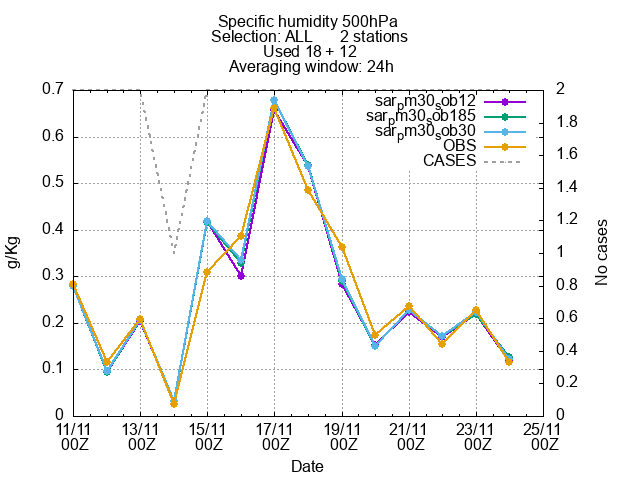 Specific humidity 500hPa
Selection: ALL 2 stations
Used 18 + 12
Averaging window: 24h
sarpm30sob12
sarpm30sob185
sarpm30sob30
OBS
CASES
g/Kg
0.7
0.6
0.5
0.4
0.3
0.2
0.1
0
2
1.8
1.6
1.4
1.2
1
0.8
0.6
0.4
0.2
0
No cases
11/11 13/11 15/11 17/11 19/11 21/11 23/11 25/11
00Z 00Z 00Z 00Z 00Z 00Z 00Z 00Z
Date